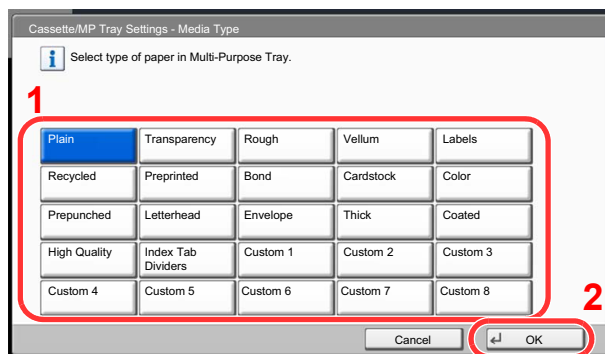 Cassette/MP Tray Settings - Media Type
Select type of paper in Multi-Purpose Tray.
1
Plain Transparency Rough Vellum Labels
Recycled Preprinted Bond Cardstock Color
Prepunched Letterhead Envelope Thick Coated
High Quality Index Tab Dividers Custom 1 Custom 2 Custom 3
Custom 4 Custom 5 Custom 6 Custom 7 Custom 8
2
Cancel OK